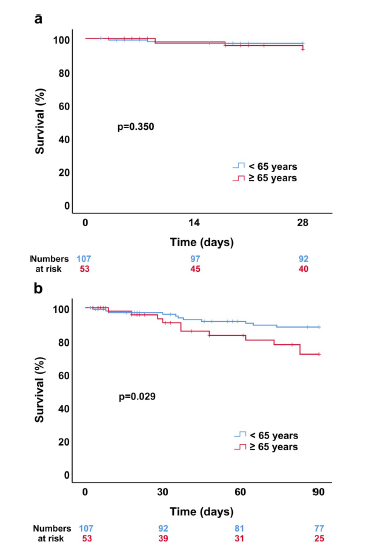 a
100
80
60
40
20
0
Survival (%)
p=0.350
< 65 years
≥ 65 years
0 14 28
Time (days)
Numbers 107 97 92
at risk 53 45 40
b
100
80
60
40
20
0
Survival (%)
p=0.029
< 65 years
≥ 65 years
0 30 60 90
Time (days)
Numbers 107 92 81 77
at risk 53 39 31 25